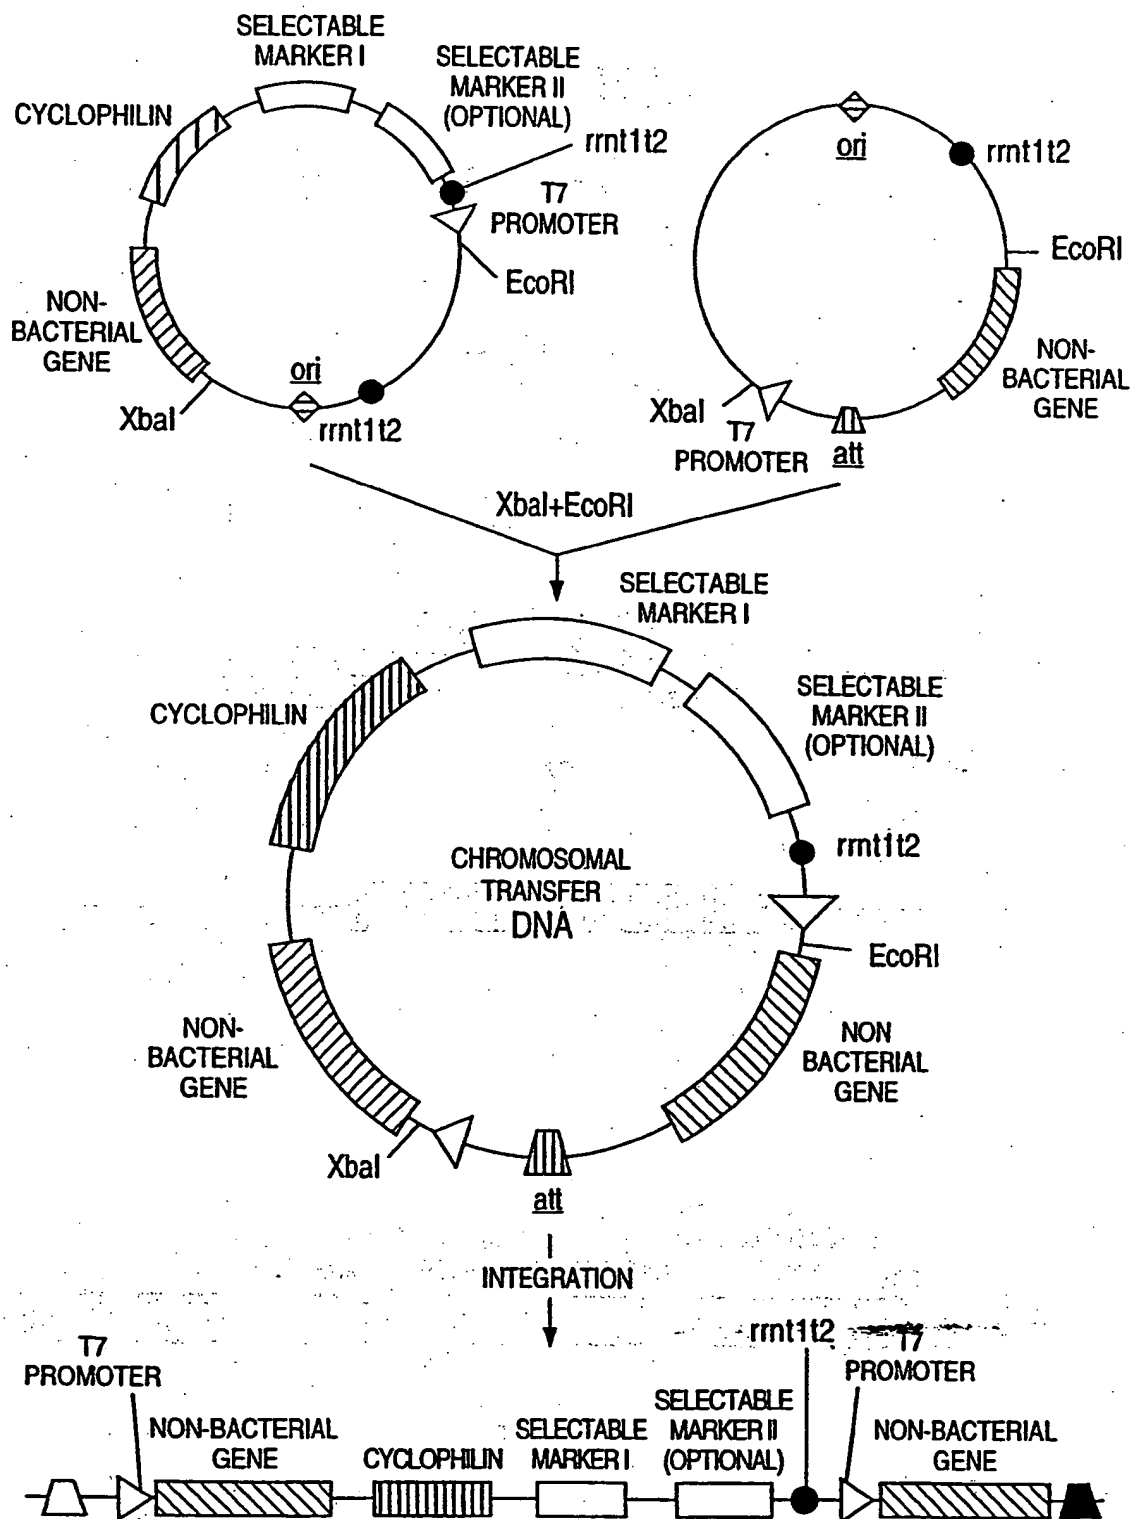 SELECTABLE
MARKER I
SELECTABLE
MARKER II
(OPTIONAL)
CYCLOPHILIN
rrnt1t2
T7
PROMOTER
EcoRI
NON-
BACTERIAL
GENE
XbaI
ori
rrnt1t2
ori
rrnt1t2
EcoRI
NON-
BACTERIAL
GENE
XbaI
T7
PROMOTER
att
XbaI+EcoRI
SELECTABLE
MARKER I
SELECTABLE
MARKER II
(OPTIONAL)
CYCLOPHILIN
rrnt1t2
CHROMOSOMAL
TRANSFER
DNA
EcoRI
NON-
BACTERIAL
GENE
NON
BACTERIAL
GENE
XbaI
att
INTEGRATION
T7
PROMOTER
rrnt1t2
T7
PROMOTER
NON-BACTERIAL
GENE
CYCLOPHILIN
SELECTABLE
MARKER I
SELECTABLE
MARKER II
(OPTIONAL)
NON-BACTERIAL
GENE